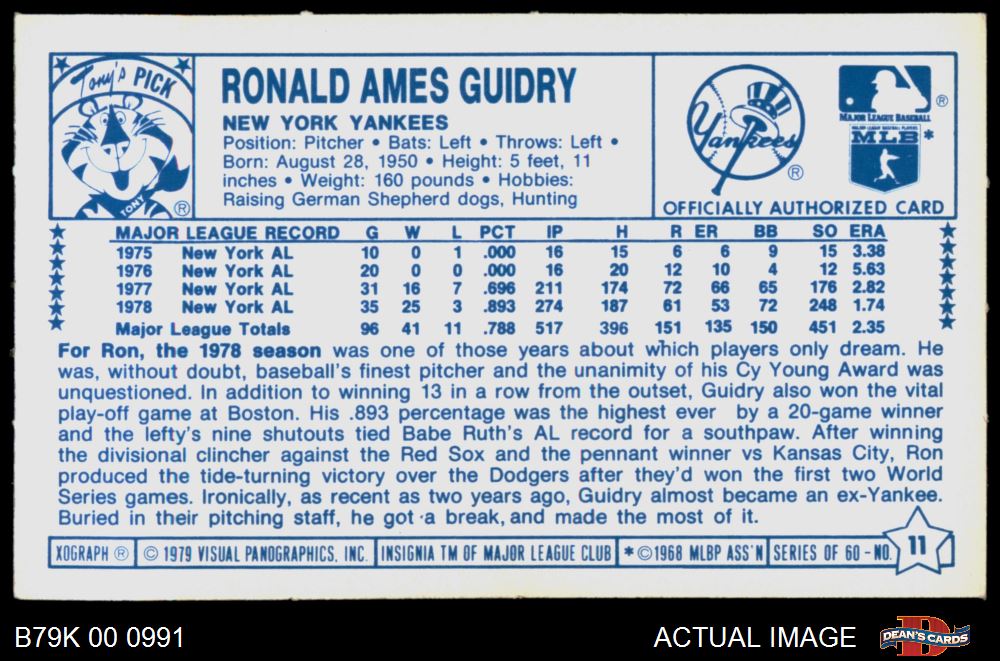 Tony's PICK
TONY ®
RONALD AMES GUIDRY
NEW YORK YANKEES
Position: Pitcher • Bats: Left • Throws: Left •
Born: August 28, 1950 • Height: 5 feet, 11
inches • Weight: 160 pounds • Hobbies:
Raising German Shepherd dogs, Hunting
Yankees ®
®
MAJOR LEAGUE BASEBALL
MAJOR LEAGUE BASEBALL PLAYERS
MLB *
OFFICIALLY AUTHORIZED CARD
MAJOR LEAGUE RECORD G W L PCT IP H R ER BB SO ERA
1975 New York AL 10 0 1 .000 16 15 6 6 9 15 3.38
1976 New York AL 20 0 0 .000 16 20 12 10 4 12 5.63
1977 New York AL 31 16 7 .696 211 174 72 66 65 176 2.82
1978 New York AL 35 25 3 .893 274 187 61 53 72 248 1.74
Major League Totals 96 41 11 .788 517 396 151 135 150 451 2.35
For Ron, the 1978 season was one of those years about which players only dream. He
was, without doubt, baseball's finest pitcher and the unanimity of his Cy Young Award was
unquestioned. In addition to winning 13 in a row from the outset, Guidry also won the vital
play-off game at Boston. His .893 percentage was the highest ever by a 20-game winner
and the lefty's nine shutouts tied Babe Ruth's AL record for a southpaw. After winning
the divisional clincher against the Red Sox and the pennant winner vs Kansas City, Ron
produced the tide-turning victory over the Dodgers after they'd won the first two World
Series games. Ironically, as recent as two years ago, Guidry almost became an ex-Yankee.
Buried in their pitching staff, he got a break, and made the most of it.
XOGRAPH ® © 1979 VISUAL PANOGRAPHICS, INC. INSIGNIA TM OF MAJOR LEAGUE CLUB * © 1968 MLBP ASS'N SERIES OF 60 - NO. 11
B79K 00 0991
ACTUAL IMAGE
DEAN'S CARDS